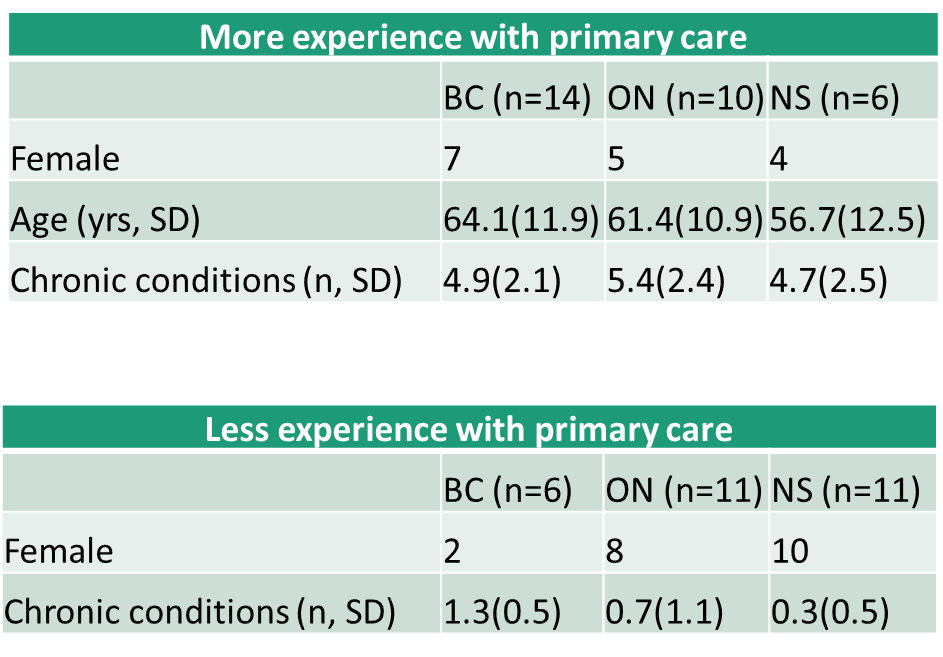 More experience with primary care
BC (n=14) ON (n=10) NS (n=6)
Female 7 5 4
Age (yrs, SD) 64.1(11.9) 61.4(10.9) 56.7(12.5)
Chronic conditions (n, SD) 4.9(2.1) 5.4(2.4) 4.7(2.5)
Less experience with primary care
BC (n=6) ON (n=11) NS (n=11)
Female 2 8 10
Chronic conditions (n, SD) 1.3(0.5) 0.7(1.1) 0.3(0.5)